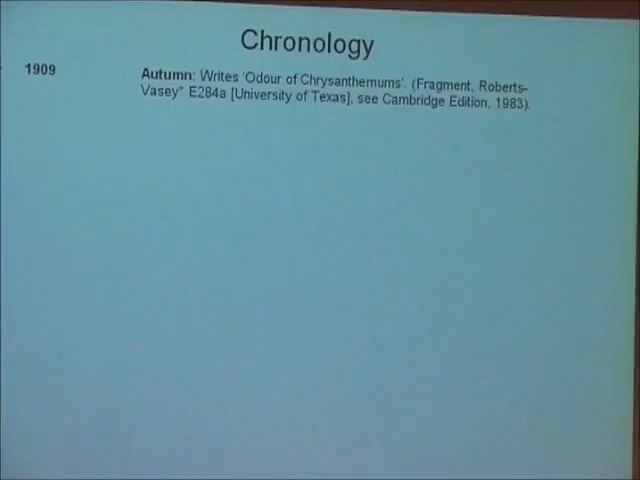 Chronology
1909
Autumn: Writes 'Odour of Chrysanthemums'. (Fragment, Roberts-
Vasey* E284a [University of Texas], see Cambridge Edition, 1983).